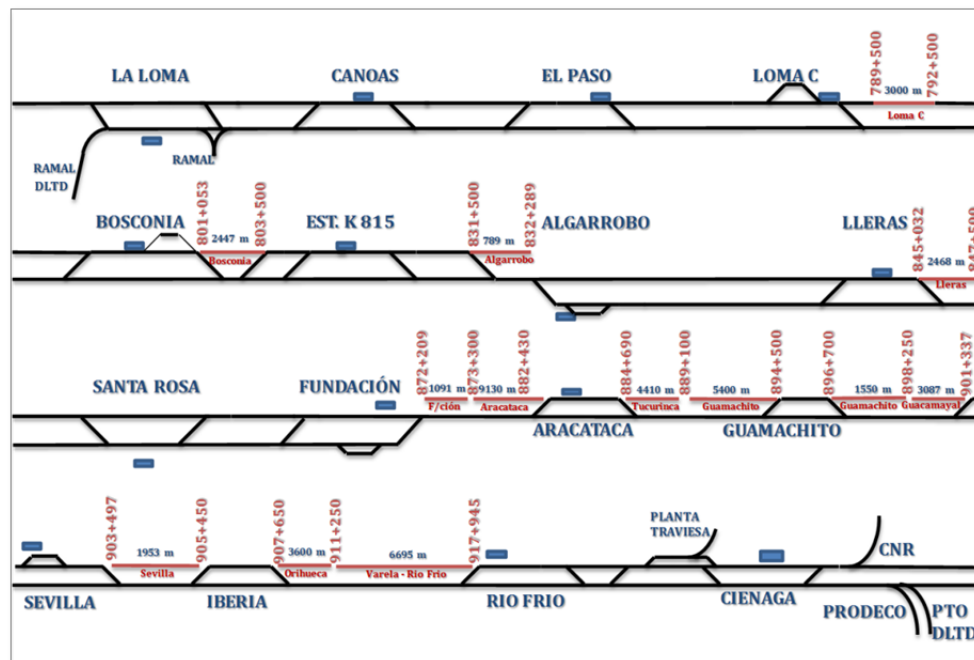 LA LOMA
CANOAS
EL PASO
LOMA C
789+500
3000 m
792+500
Loma C
RAMAL
DLTD
RAMAL
BOSCONIA
801+053
2447 m
803+500
Bosconia
EST. K 815
831+500
789 m
832+289
Algarrobo
ALGARROBO
LLERAS
845+032
2468 m
847+500
Lleras
SANTA ROSA
FUNDACIÓN
872+209
1091 m
F/ción
873+300
9130 m
882+430
Aracataca
ARACATACA
884+690
4410 m
889+100
Tucurinca
5400 m
894+500
Guamachito
GUAMACHITO
896+700
1550 m
898+250
Guamachito
3087 m
901+337
Guacamayal
SEVILLA
903+497
1953 m
905+450
Sevilla
IBERIA
907+650
3600 m
911+250
Orihueca
6695 m
917+945
Varela - Rio Frio
RIO FRIO
PLANTA
TRAVIESA
CIENAGA
CNR
PRODECO
PTO
DLTD